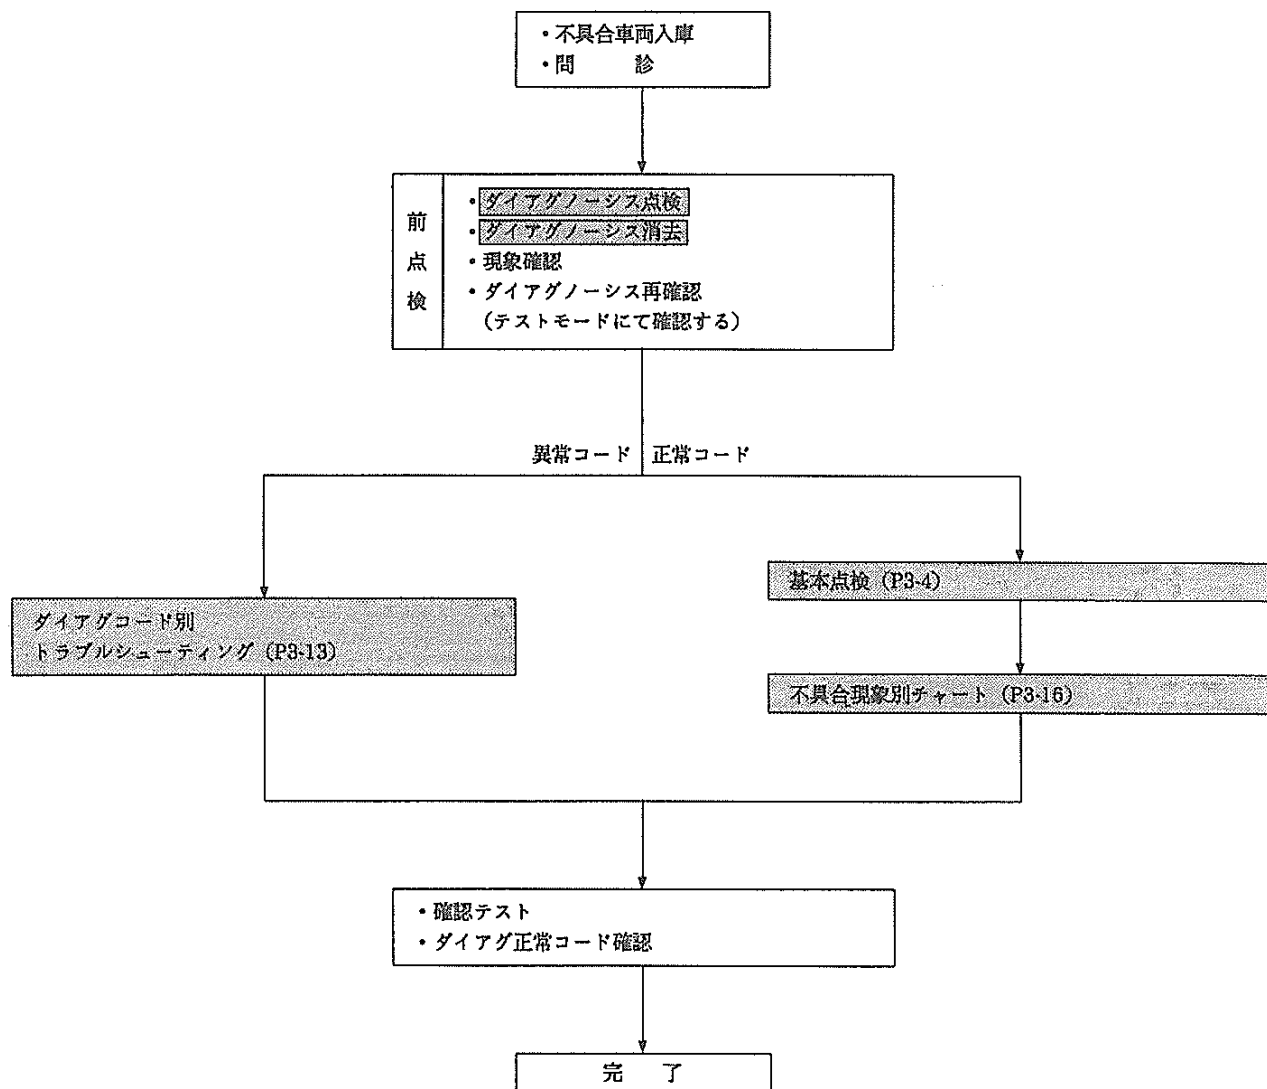 ・不具合車両入庫
・問　　診
前点検
・ダイアグノーシス点検
・ダイアグノーシス消去
・現象確認
・ダイアグノーシス再確認
（テストモードにて確認する）
異常コード 正常コード
ダイアグコード別
トラブルシューティング（P3-13）
基本点検（P3-4）
不具合現象別チャート（P3-16）
・確認テスト
・ダイアグ正常コード確認
完　了